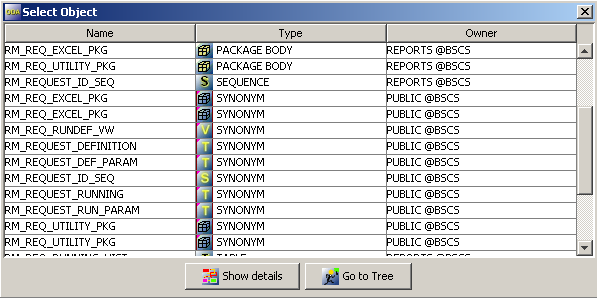 DBA Select Object
Name Type Owner
RM_REQ_EXCEL_PKG PACKAGE BODY REPORTS @BSCS
RM_REQ_UTILITY_PKG PACKAGE BODY REPORTS @BSCS
RM_REQUEST_ID_SEQ S SEQUENCE REPORTS @BSCS
RM_REQ_EXCEL_PKG SYNONYM PUBLIC @BSCS
RM_REQ_EXCEL_PKG SYNONYM PUBLIC @BSCS
RM_REQ_RUNDEF_VW V SYNONYM PUBLIC @BSCS
RM_REQUEST_DEFINITION T SYNONYM PUBLIC @BSCS
RM_REQUEST_DEF_PARAM T SYNONYM PUBLIC @BSCS
RM_REQUEST_ID_SEQ S SYNONYM PUBLIC @BSCS
RM_REQUEST_RUNNING T SYNONYM PUBLIC @BSCS
RM_REQUEST_RUN_PARAM T SYNONYM PUBLIC @BSCS
RM_REQ_UTILITY_PKG SYNONYM PUBLIC @BSCS
RM_REQ_UTILITY_PKG SYNONYM PUBLIC @BSCS
Show details Go to Tree